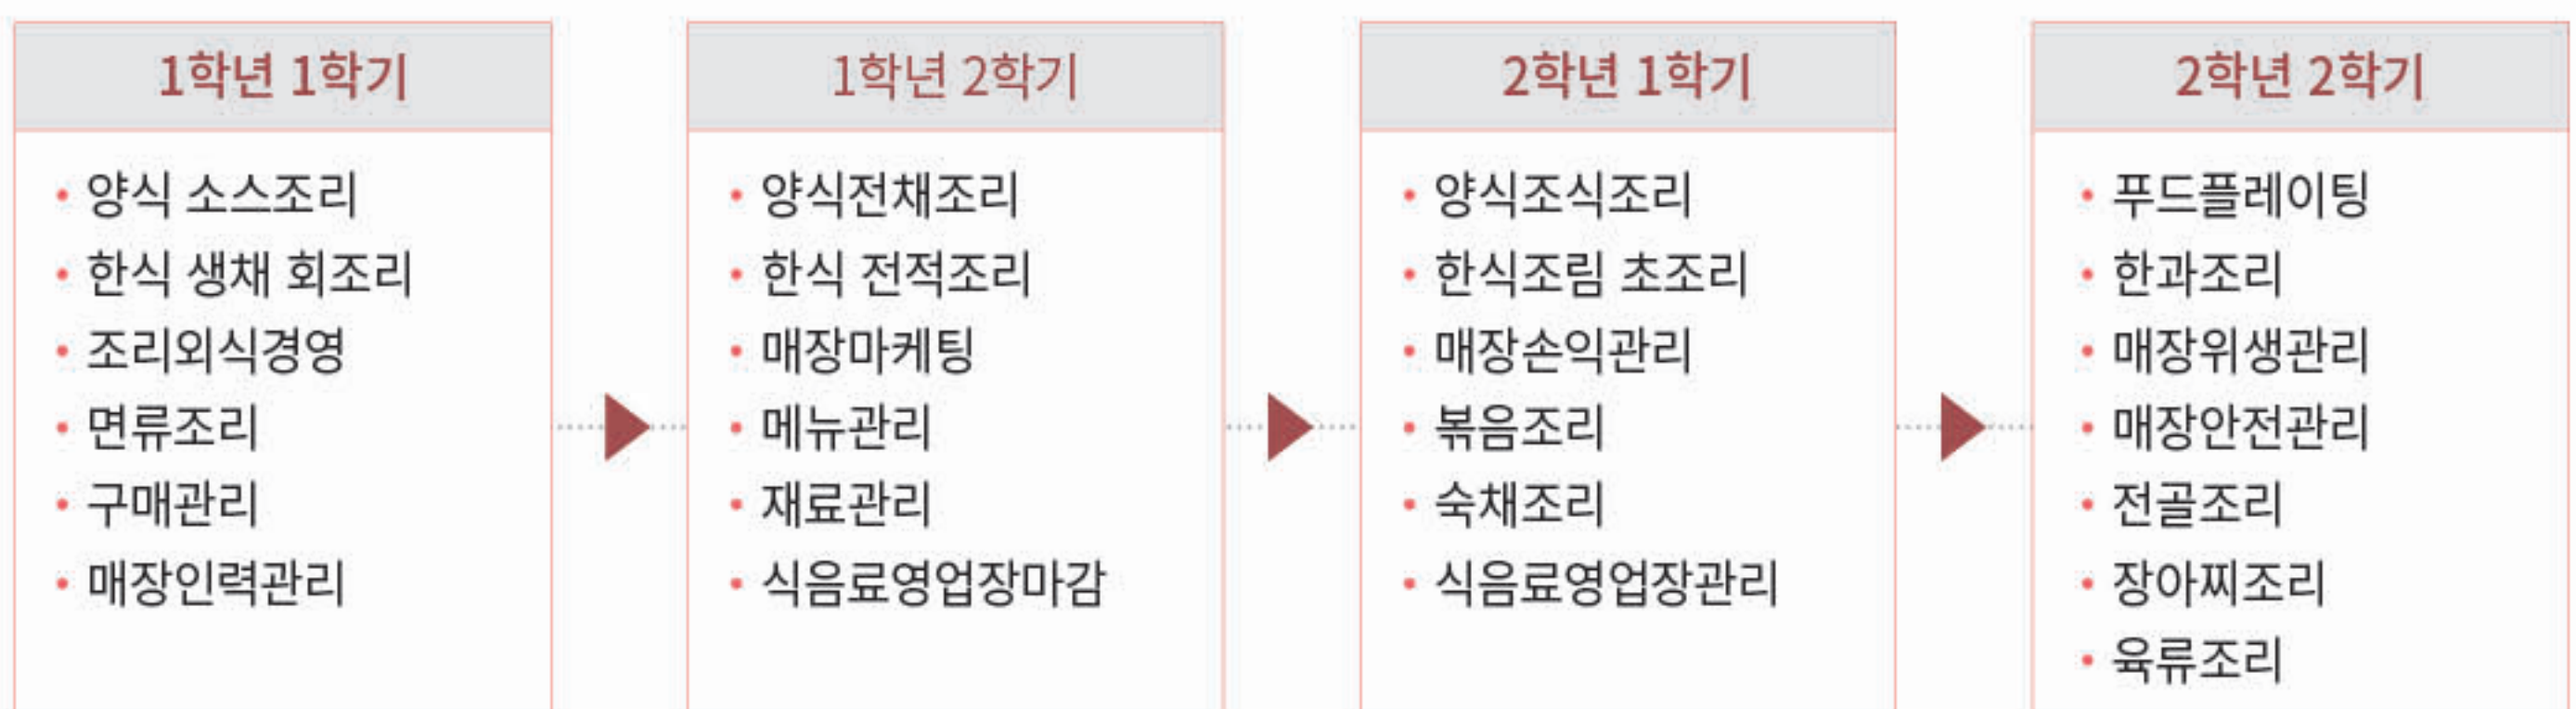 1학년 1학기
• 양식 소스조리
• 한식 생채 회조리
• 조리외식경영
• 면류조리
• 구매관리
• 매장인력관리
1학년 2학기
• 양식전채조리
• 한식 전적조리
• 매장마케팅
• 메뉴관리
• 재료관리
• 식음료영업장마감
2학년 1학기
• 양식조식조리
• 한식조림 초조리
• 매장손익관리
• 볶음조리
• 숙채조리
• 식음료영업장관리
2학년 2학기
• 푸드플레이팅
• 한과조리
• 매장위생관리
• 매장안전관리
• 전골조리
• 장아찌조리
• 육류조리